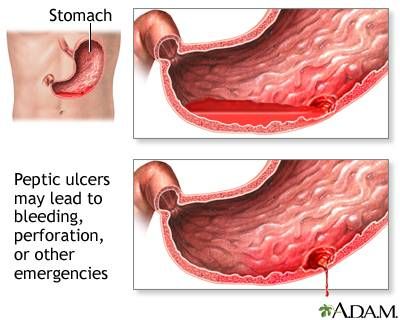 Stomach
Peptic ulcers
may lead to
bleeding,
perforation,
or other
emergencies
A.D.A.M.